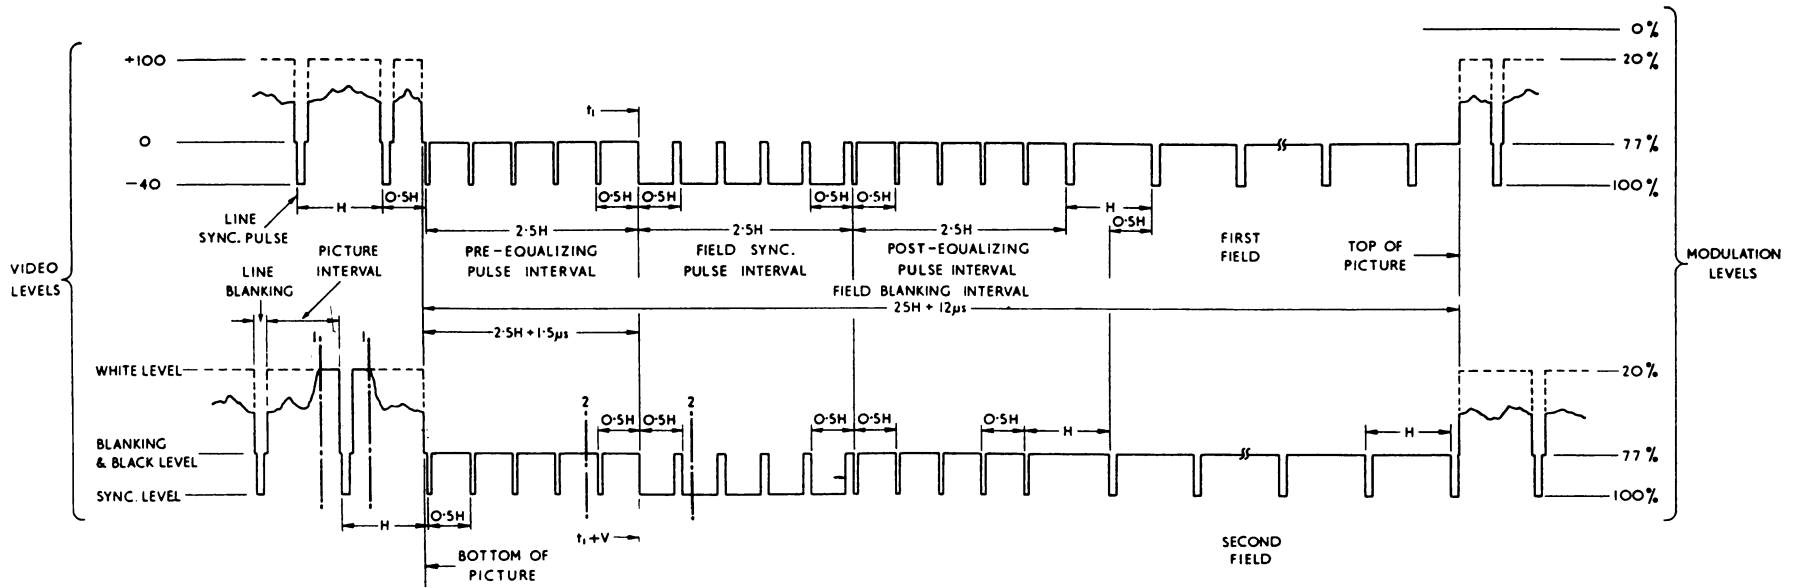 0%
+100
20%
t₁
0
77%
-40
100%
H
0·5H
0·5H
0·5H
0·5H
0·5H
H
0·5H
LINE
SYNC. PULSE
2·5H
2·5H
2·5H
PICTURE
INTERVAL
PRE-EQUALIZING
PULSE INTERVAL
FIELD SYNC.
PULSE INTERVAL
POST-EQUALIZING
PULSE INTERVAL
FIRST
FIELD
TOP OF
PICTURE
VIDEO
LEVELS
MODULATION
LEVELS
LINE
BLANKING
FIELD BLANKING INTERVAL
25H + 12µs
2·5H + 1·5µs
1
1
WHITE LEVEL
20%
2
2
0·5H
0·5H
0·5H
0·5H
0·5H
H
H
BLANKING
& BLACK LEVEL
77%
SYNC. LEVEL
100%
H
0·5H
t₁+V
BOTTOM OF
PICTURE
SECOND
FIELD